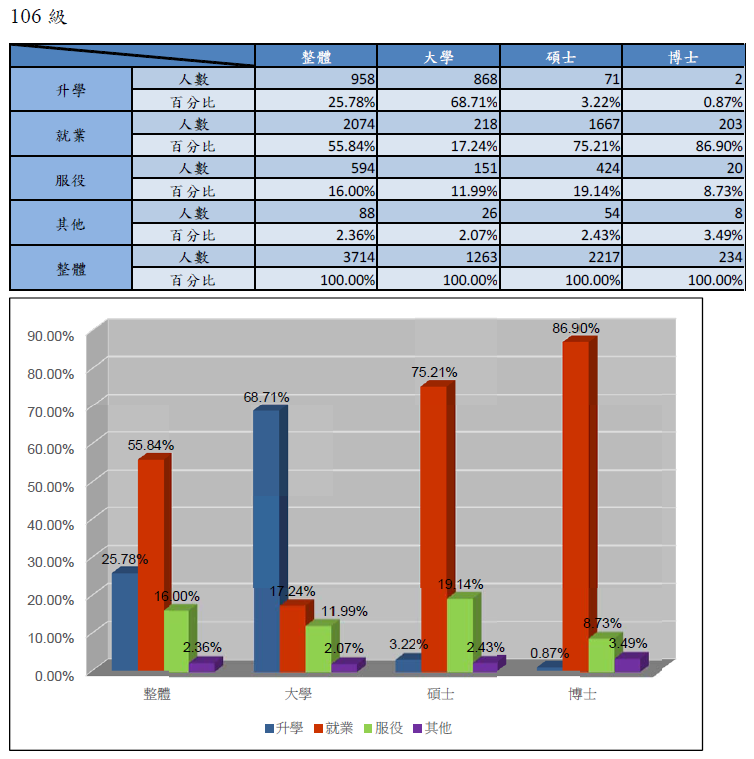 106 級
整體 大學 碩士 博士
升學 人數 958 868 71 2
百分比 25.78% 68.71% 3.22% 0.87%
就業 人數 2074 218 1667 203
百分比 55.84% 17.24% 75.21% 86.90%
服役 人數 594 151 424 20
百分比 16.00% 11.99% 19.14% 8.73%
其他 人數 88 26 54 8
百分比 2.36% 2.07% 2.43% 3.49%
整體 人數 3714 1263 2217 234
百分比 100.00% 100.00% 100.00% 100.00%
90.00%
80.00%
70.00%
60.00%
50.00%
40.00%
30.00%
20.00%
10.00%
0.00%
25.78% 55.84% 16.00% 2.36%
68.71% 17.24% 11.99% 2.07%
3.22% 75.21% 19.14% 2.43%
0.87% 86.90% 8.73% 3.49%
整體 大學 碩士 博士
升學 就業 服役 其他